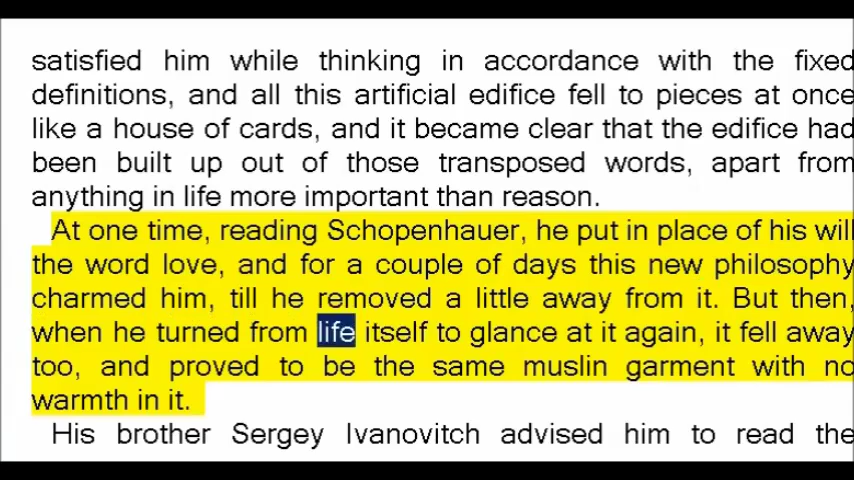 satisfied him while thinking in accordance with the fixed
definitions, and all this artificial edifice fell to pieces at once
like a house of cards, and it became clear that the edifice had
been built up out of those transposed words, apart from
anything in life more important than reason.
At one time, reading Schopenhauer, he put in place of his will
the word love, and for a couple of days this new philosophy
charmed him, till he removed a little away from it. But then,
when he turned from life itself to glance at it again, it fell away
too, and proved to be the same muslin garment with no
warmth in it.
His brother Sergey Ivanovitch advised him to read the